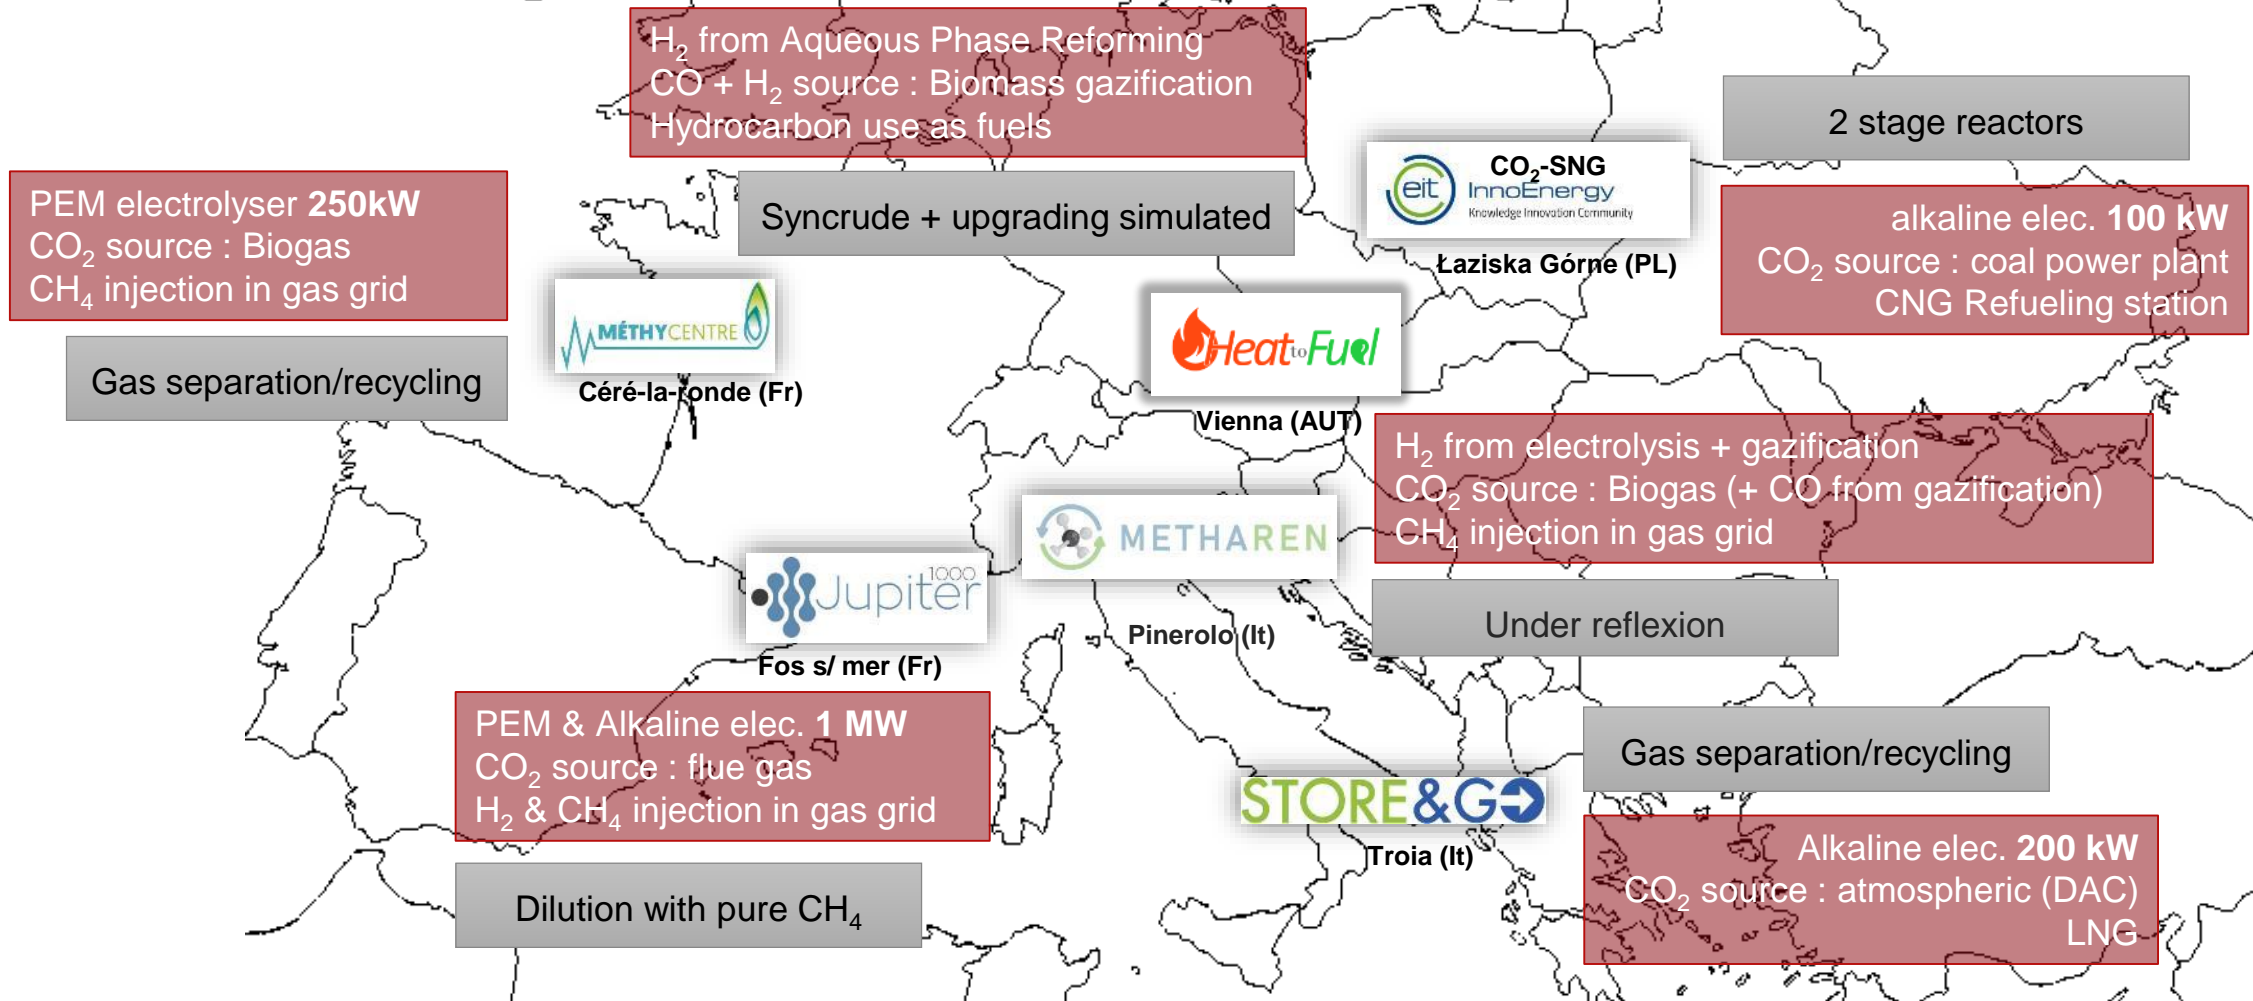 H₂ from Aqueous Phase Reforming
CO + H₂ source : Biomass gazification
Hydrocarbon use as fuels
Syncrude + upgrading simulated
CO₂-SNG
eit
InnoEnergy
Knowledge Innovation Community
Łaziska Górne (PL)
2 stage reactors
alkaline elec. 100 kW
CO₂ source : coal power plant
CNG Refueling station
PEM electrolyser 250kW
CO₂ source : Biogas
CH₄ injection in gas grid
Gas separation/recycling
MÉTHYCENTRE
Céré-la-ronde (Fr)
Heat to Fuel
Vienna (AUT)
H₂ from electrolysis + gazification
CO₂ source : Biogas (+ CO from gazification)
CH₄ injection in gas grid
METHAREN
Pinerolo (It)
Under reflexion
Jupiter 1000
Fos s/ mer (Fr)
PEM & Alkaline elec. 1 MW
CO₂ source : flue gas
H₂ & CH₄ injection in gas grid
Dilution with pure CH₄
STORE&GO
Troia (It)
Gas separation/recycling
Alkaline elec. 200 kW
CO₂ source : atmospheric (DAC)
LNG